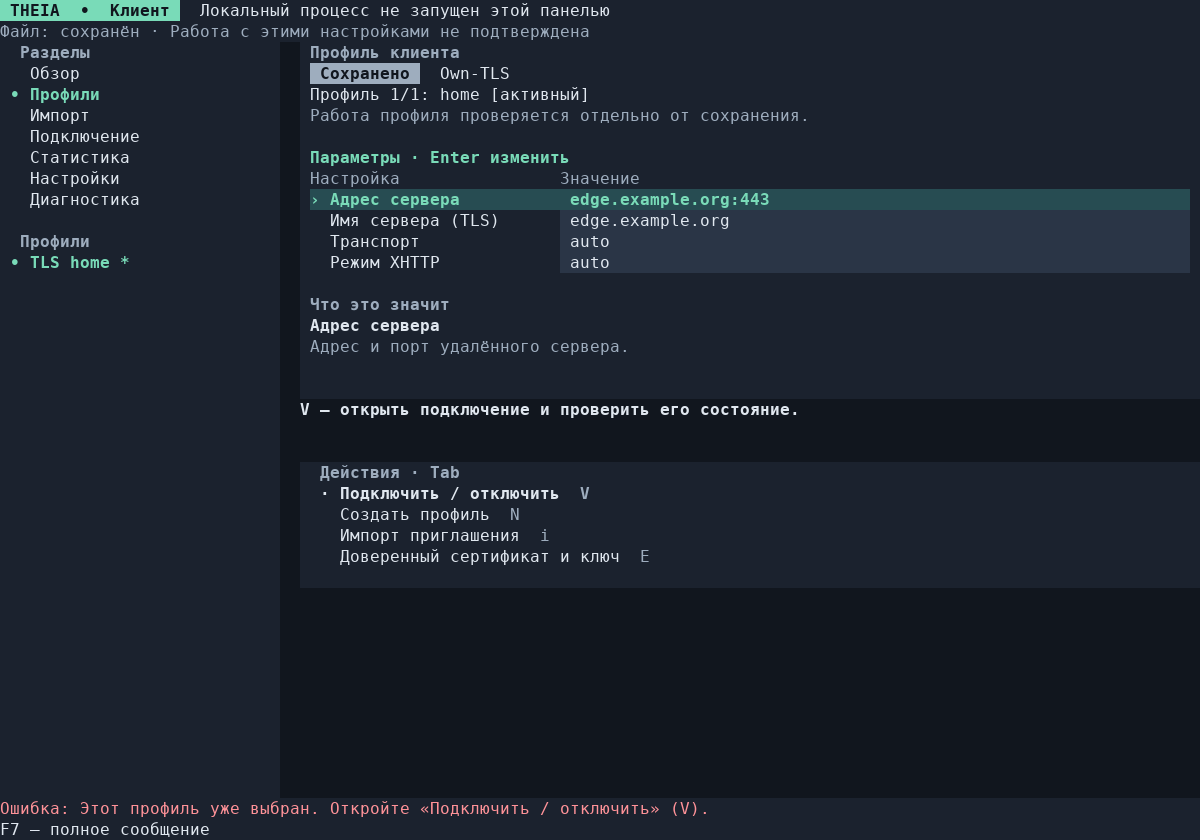 THEIA • Клиент Локальный процесс не запущен этой панелью
Файл: сохранён · Работа с этими настройками не подтверждена
Разделы
Обзор
• Профили
Импорт
Подключение
Статистика
Настройки
Диагностика
Профили
• TLS home *
Профиль клиента
Сохранено Own-TLS
Профиль 1/1: home [активный]
Работа профиля проверяется отдельно от сохранения.
Параметры · Enter изменить
Настройка Значение
› Адрес сервера edge.example.org:443
Имя сервера (TLS) edge.example.org
Транспорт auto
Режим XHTTP auto
Что это значит
Адрес сервера
Адрес и порт удалённого сервера.
V — открыть подключение и проверить его состояние.
Действия · Tab
· Подключить / отключить V
Создать профиль N
Импорт приглашения i
Доверенный сертификат и ключ E
Ошибка: Этот профиль уже выбран. Откройте «Подключить / отключить» (V).
F7 — полное сообщение